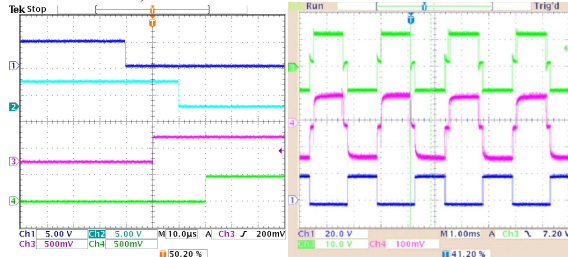 Tek Stop
T
T
1
2
3
4
Ch1 5.00 V Ch2 5.00 V M 10.0µs A Ch3 ƒ 200mV
Ch3 500mV Ch4 500mV
T 50.20 %
Run Trig'd
T
T
4
1
Ch1 20.0 V M 1.00ms A Ch3 7.20 V
Ch3 10.0 V Ch4 100mV
T 41.20 %